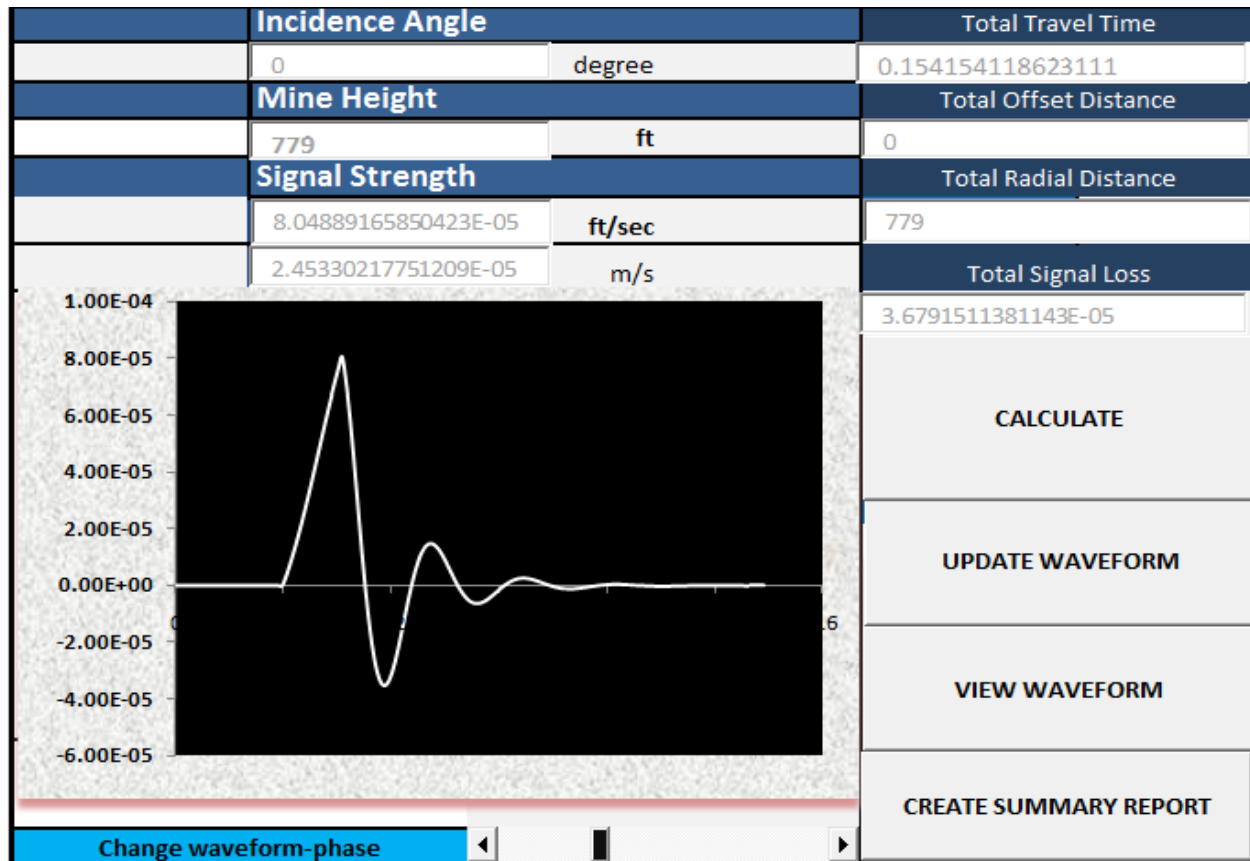 Incidence Angle
Total Travel Time
0
degree
0.154154118623111
Mine Height
Total Offset Distance
779
ft
0
Signal Strength
Total Radial Distance
8.04889165850423E-05
ft/sec
779
2.45330217751209E-05
m/s
Total Signal Loss
3.6791511381143E-05
1.00E-04
8.00E-05
6.00E-05
4.00E-05
2.00E-05
0.00E+00
-2.00E-05
-4.00E-05
-6.00E-05
CALCULATE
UPDATE WAVEFORM
VIEW WAVEFORM
CREATE SUMMARY REPORT
Change waveform-phase